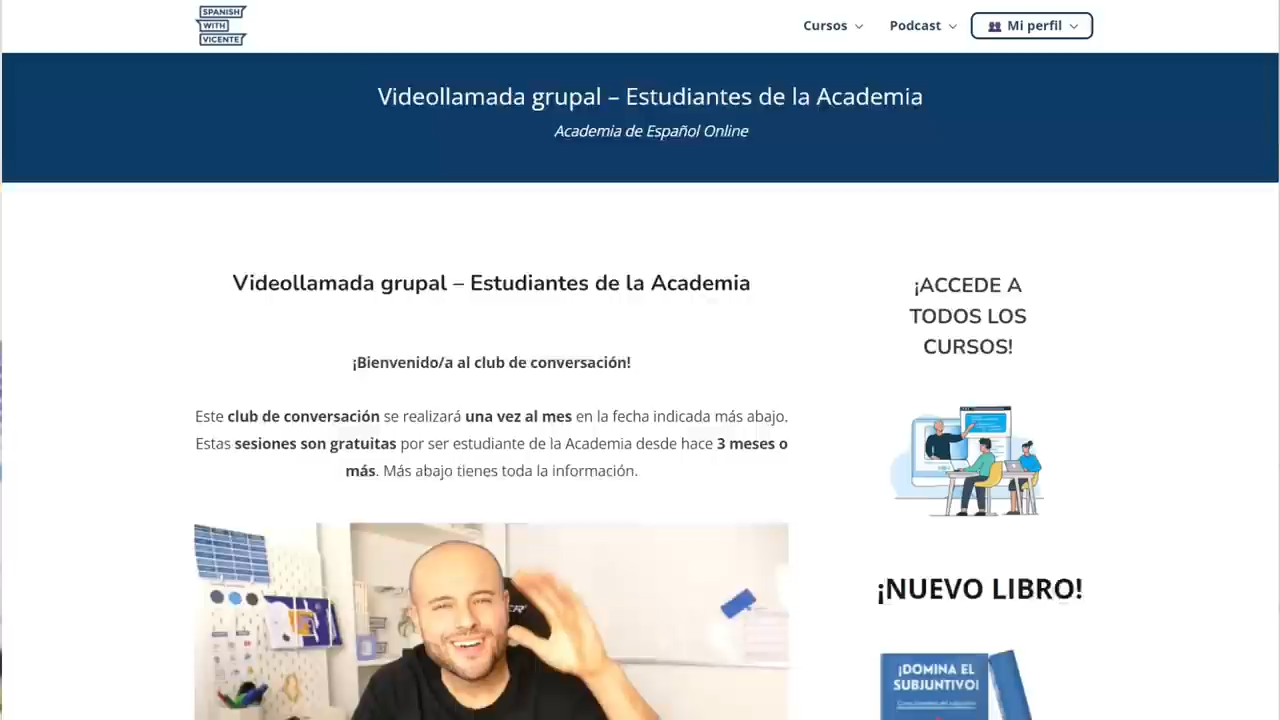 SPANISH
WITH
VICENTE
Cursos
Podcast
Mi perfil
Videollamada grupal – Estudiantes de la Academia
Academia de Español Online
Videollamada grupal – Estudiantes de la Academia
¡Bienvenido/a al club de conversación!
Este club de conversación se realizará una vez al mes en la fecha indicada más abajo.
Estas sesiones son gratuitas por ser estudiante de la Academia desde hace 3 meses o
más. Más abajo tienes toda la información.
¡ACCEDE A
TODOS LOS
CURSOS!
¡NUEVO LIBRO!
¡DOMINA EL
SUBJUNTIVO!